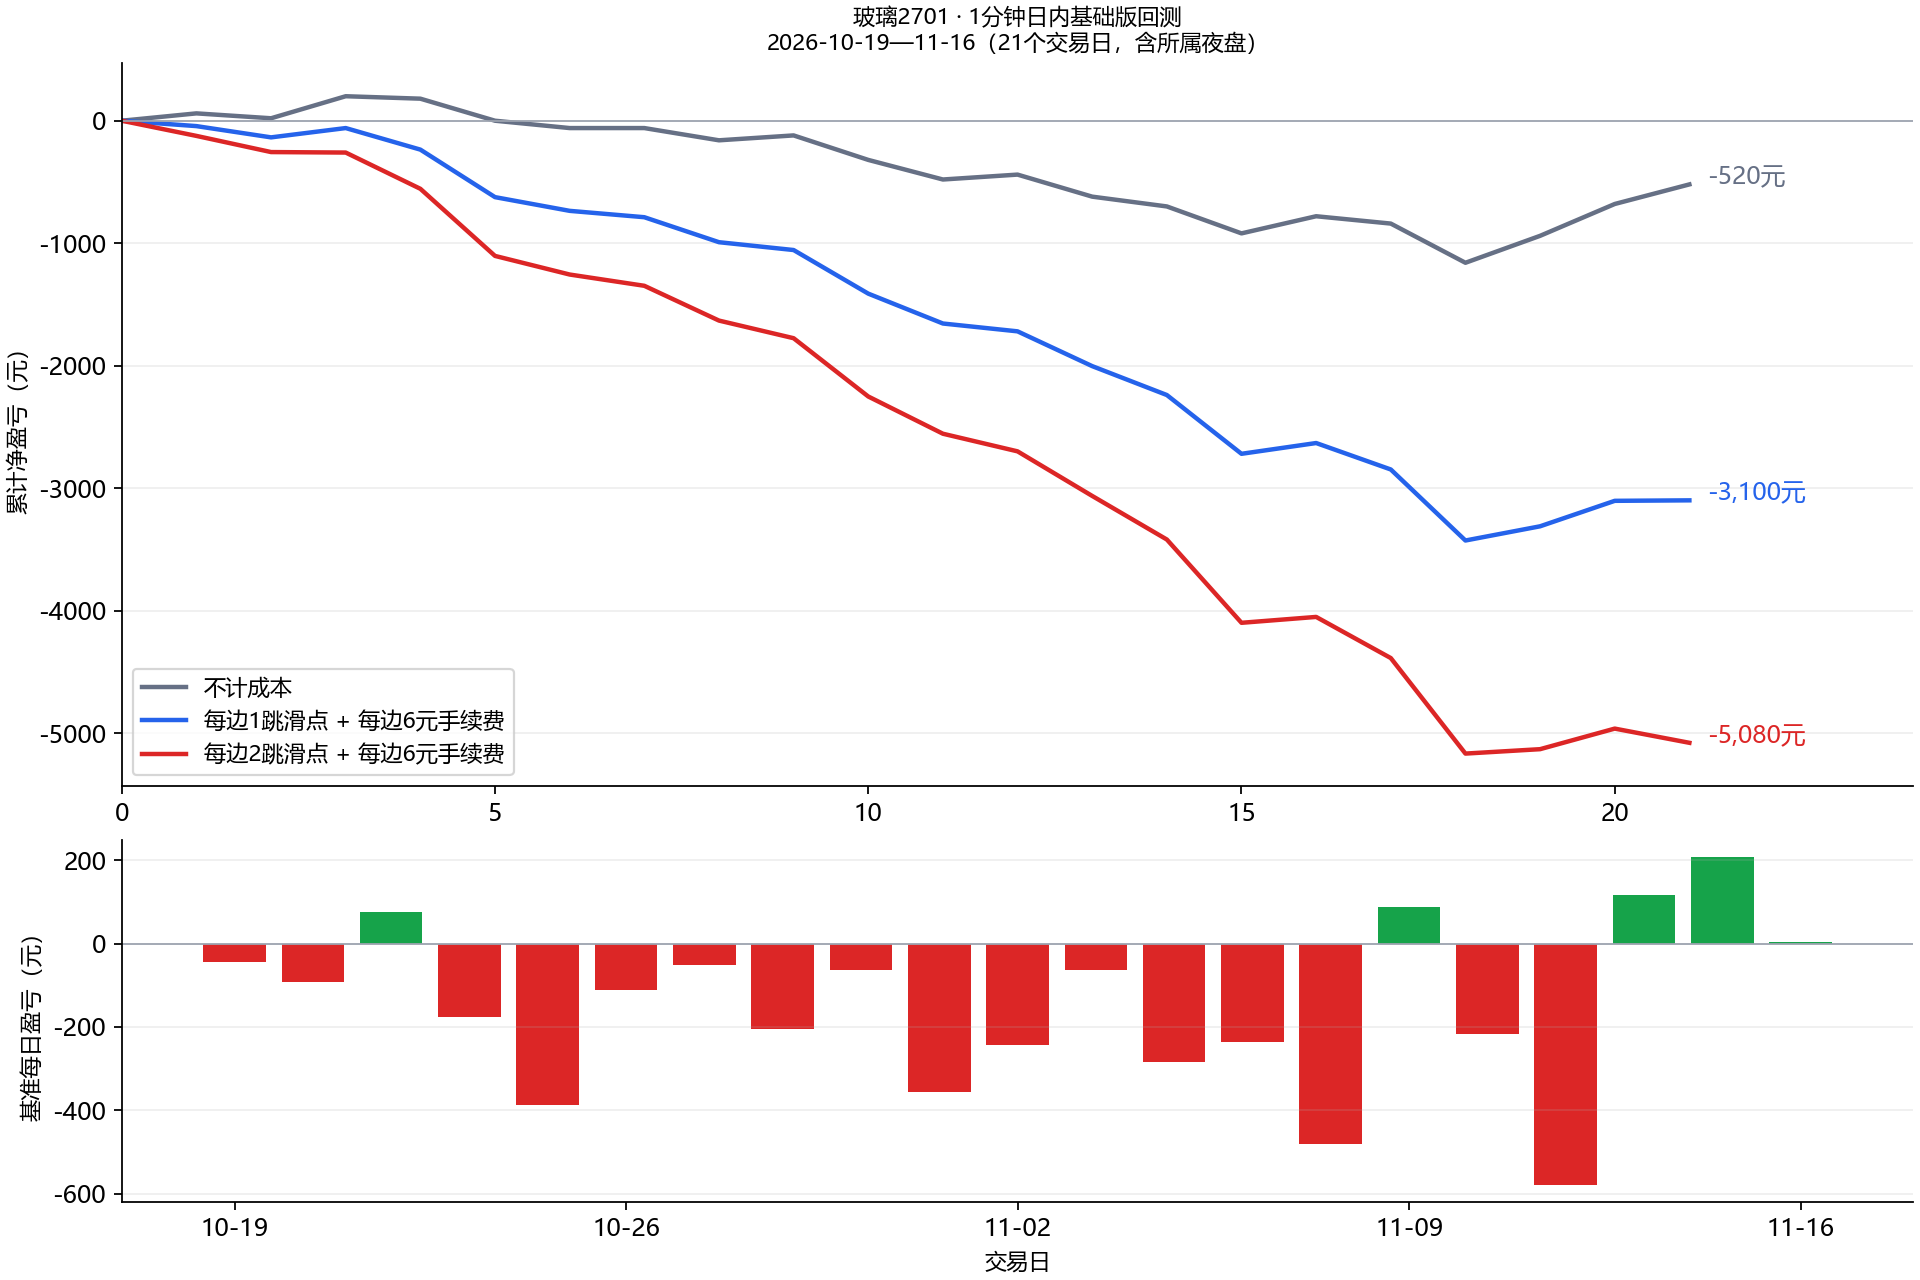 玻璃2701 · 1分钟日内基础版回测
2026-10-19—11-16（21个交易日，含所属夜盘）
累计净盈亏（元）
0
-1000
-2000
-3000
-4000
-5000
-520元
-3,100元
-5,080元
不计成本
每边1跳滑点 + 每边6元手续费
每边2跳滑点 + 每边6元手续费
0 5 10 15 20
基准每日盈亏（元）
200
0
-200
-400
-600
10-19 10-26 11-02 11-09 11-16
交易日